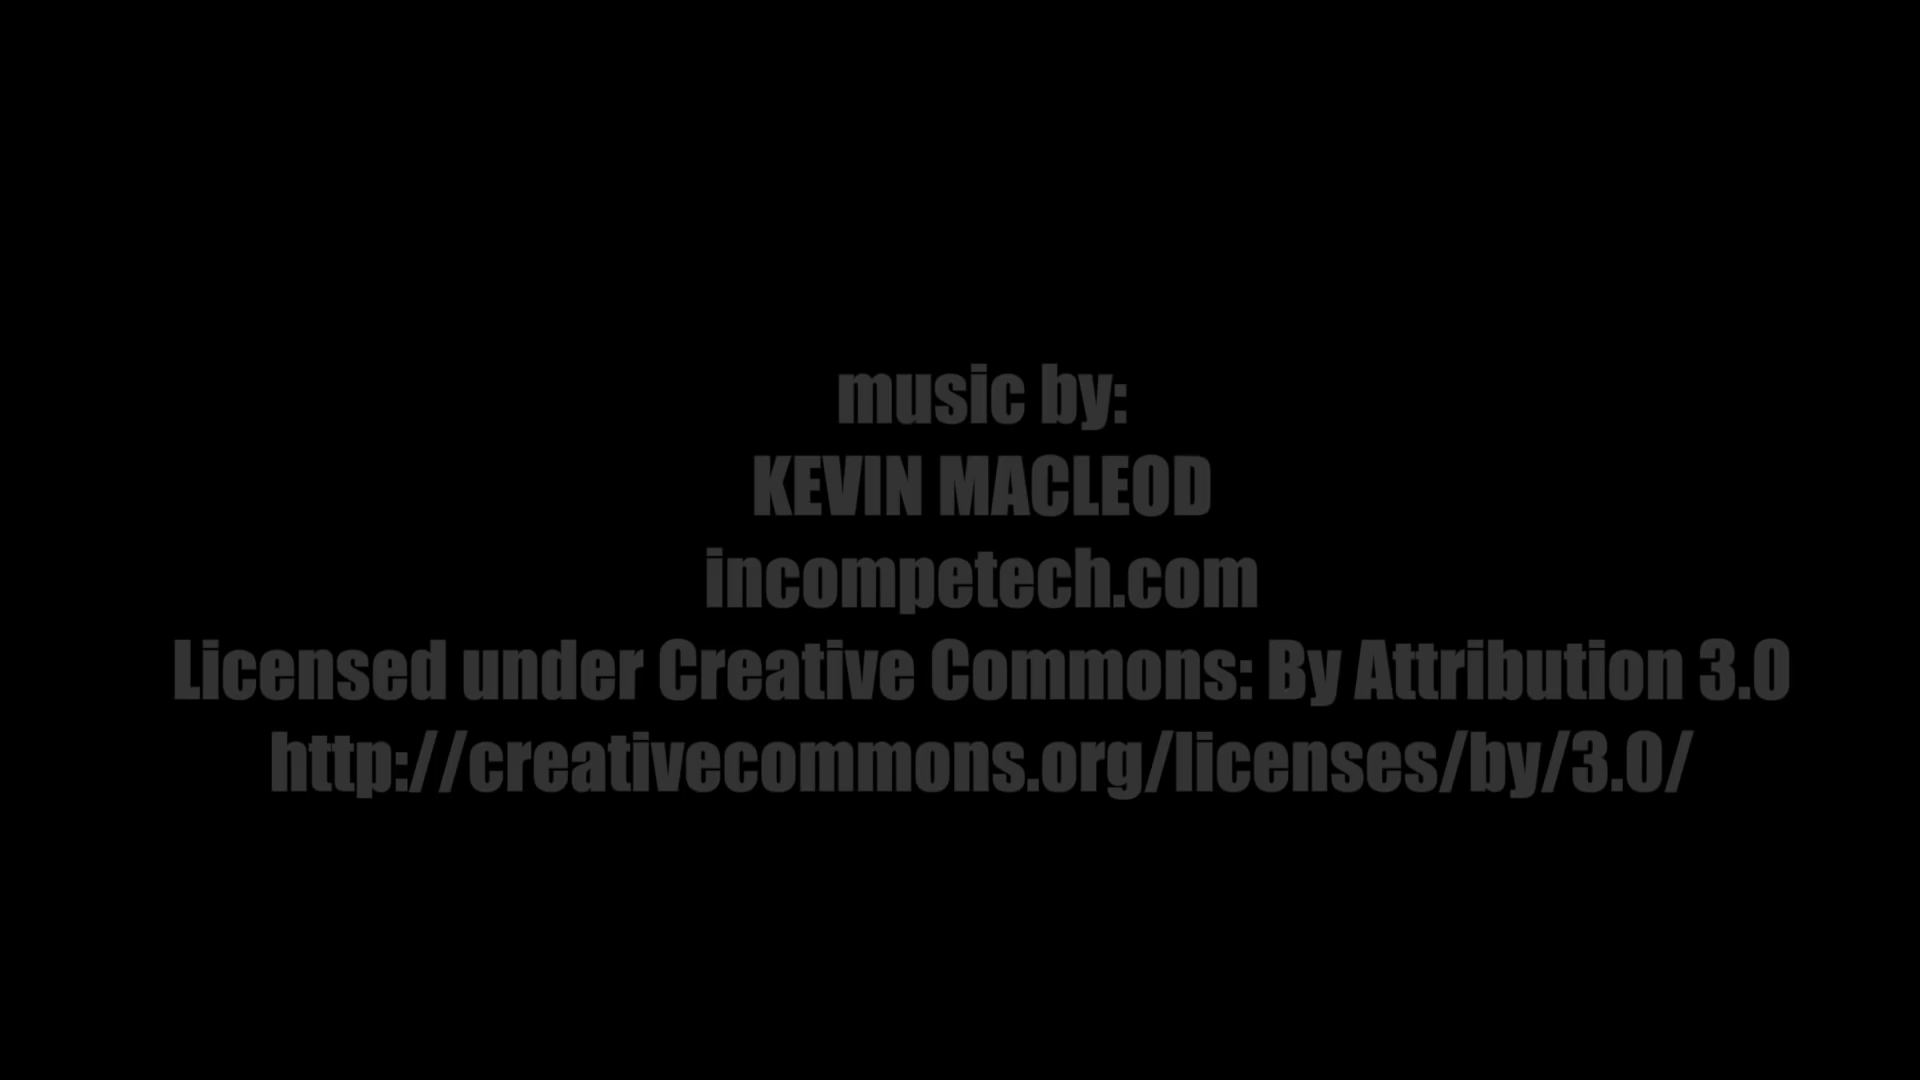 music by:
KEVIN MACLEOD
incompetech.com
Licensed under Creative Commons: By Attribution 3.0
http://creativecommons.org/licenses/by/3.0/